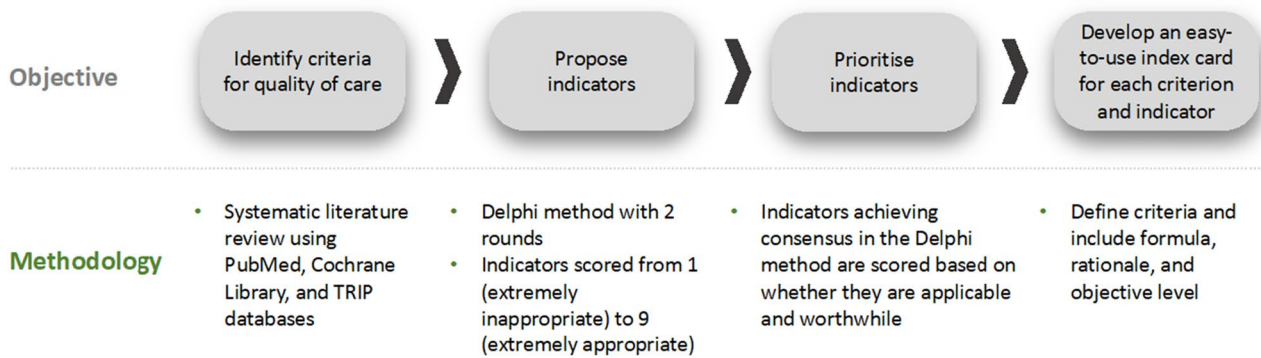 Objective
Identify criteria
for quality of care
Propose
indicators
Prioritise
indicators
Develop an easy-
to-use index card
for each criterion
and indicator
Methodology
• Systematic literature
review using
PubMed, Cochrane
Library, and TRIP
databases
• Delphi method with 2
rounds
• Indicators scored from 1
(extremely
inappropriate) to 9
(extremely appropriate)
• Indicators achieving
consensus in the Delphi
method are scored based on
whether they are applicable
and worthwhile
• Define criteria and
include formula,
rationale, and
objective level